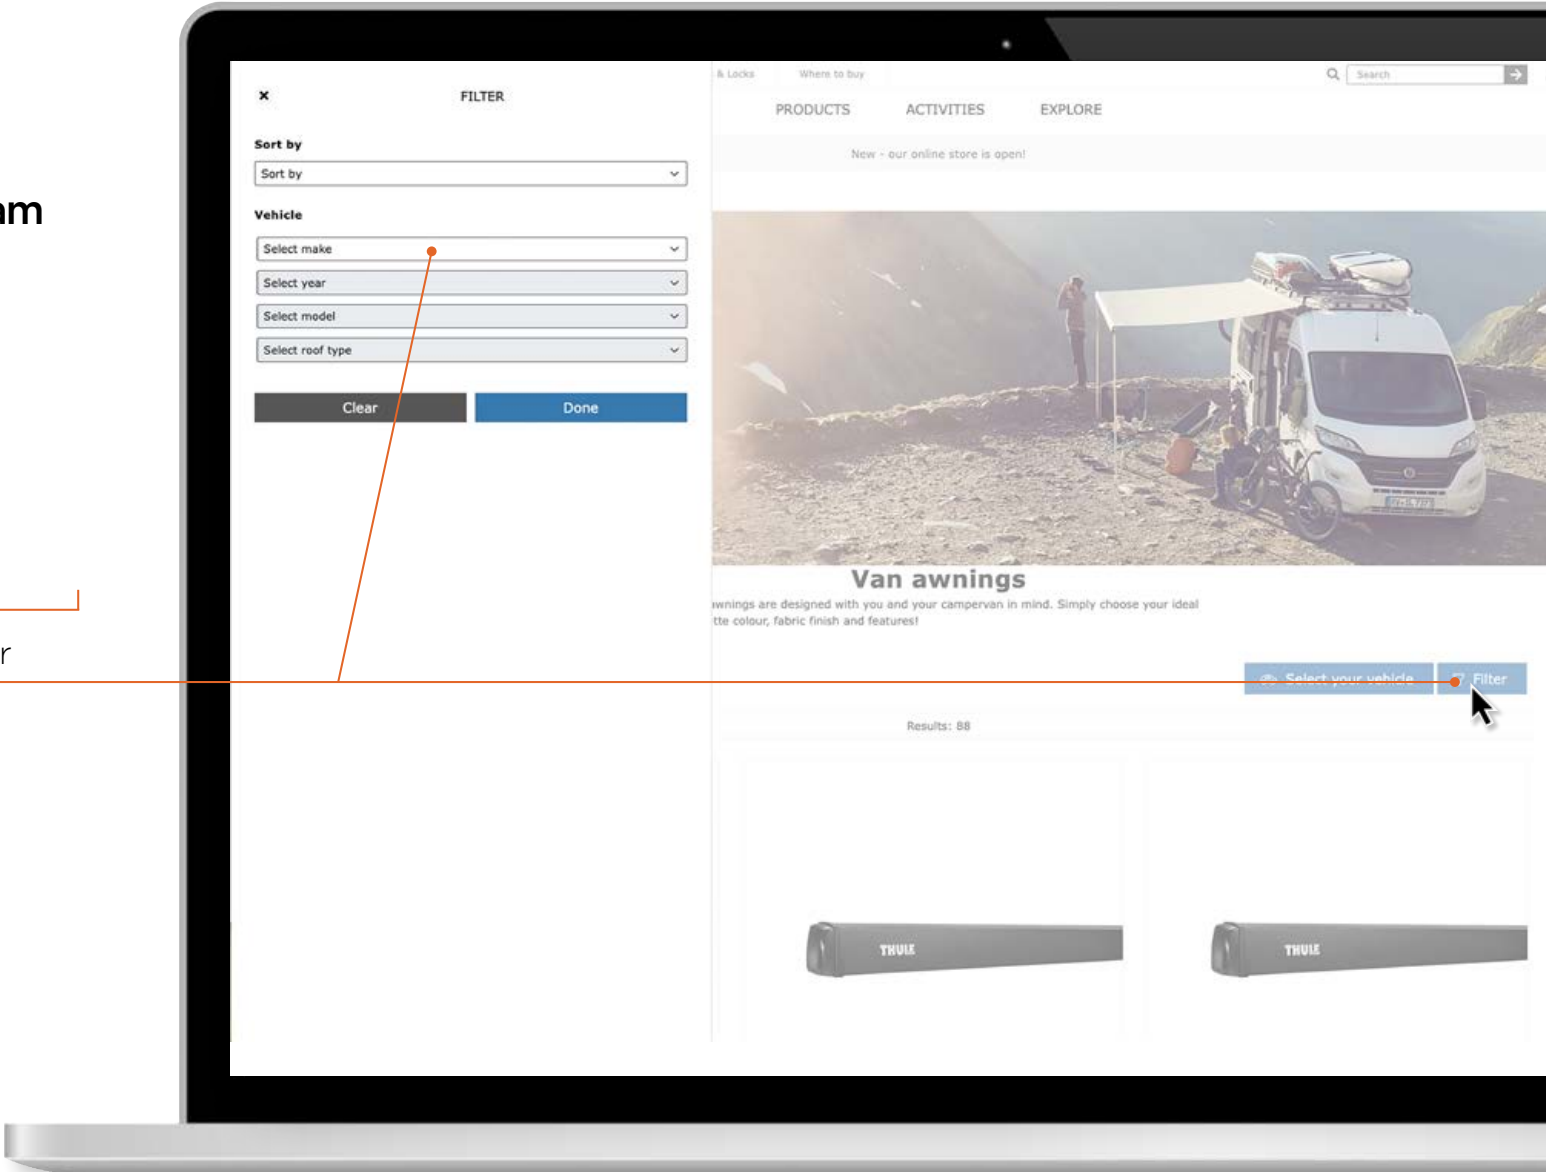 am
r
FILTER
Sort by
Sort by
Vehicle
Select make
Select year
Select model
Select roof type
Clear
Done
& Locks
Where to buy
Search
PRODUCTS
ACTIVITIES
EXPLORE
New - our online store is open!
Van awnings
wnings are designed with you and your campervan in mind. Simply choose your ideal
tte colour, fabric finish and features!
Select your vehicle
Filter
Results: 88
THULE
THULE